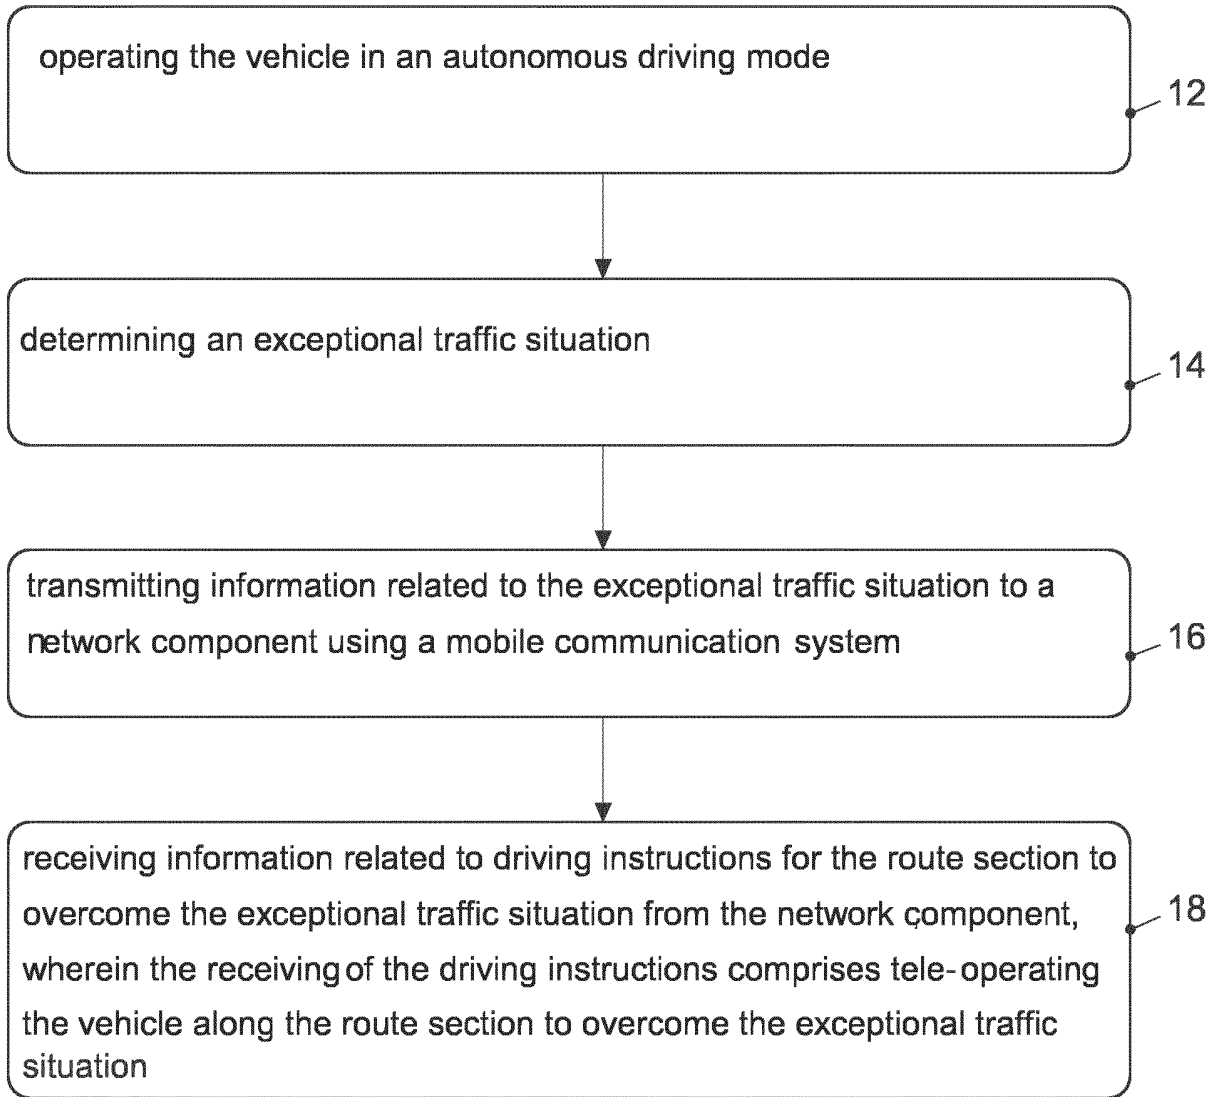 operating the vehicle in an autonomous driving mode
12
determining an exceptional traffic situation
14
transmitting information related to the exceptional traffic situation to a
network component using a mobile communication system
16
receiving information related to driving instructions for the route section to
overcome the exceptional traffic situation from the network component,
wherein the receiving of the driving instructions comprises tele-operating
the vehicle along the route section to overcome the exceptional traffic
situation
18